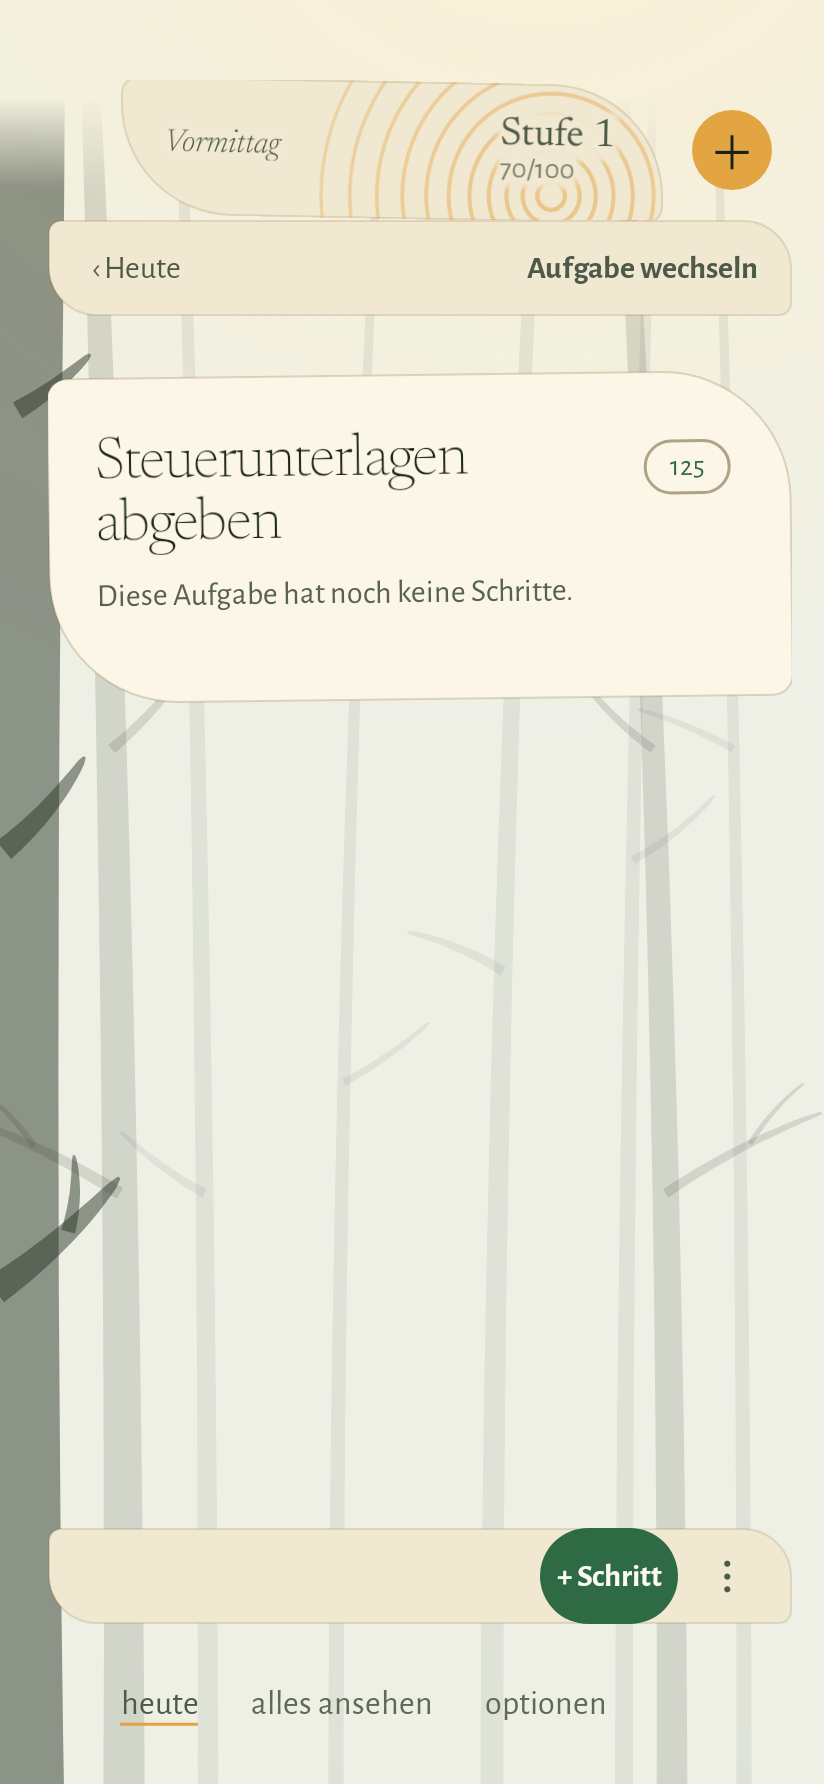 Vormittag
Stufe 1
70/100
+
‹ Heute
Aufgabe wechseln
Steuerunterlagen
abgeben
125
Diese Aufgabe hat noch keine Schritte.
+ Schritt
heute
alles ansehen
optionen